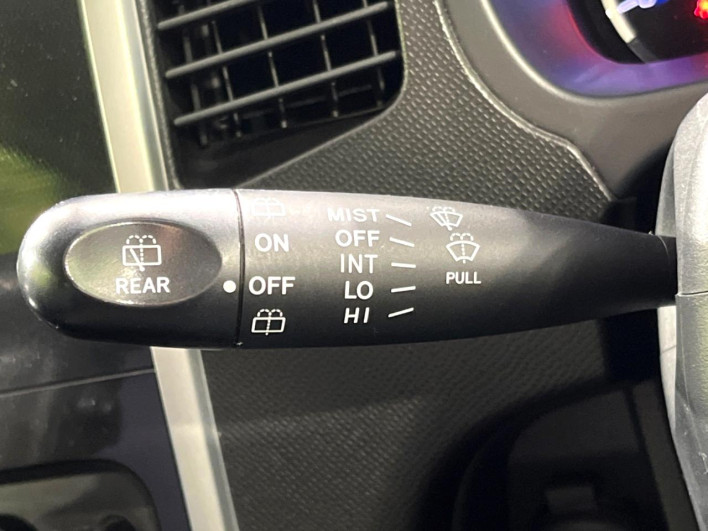 REAR
ON
OFF
MIST
OFF
INT
LO
HI
PULL